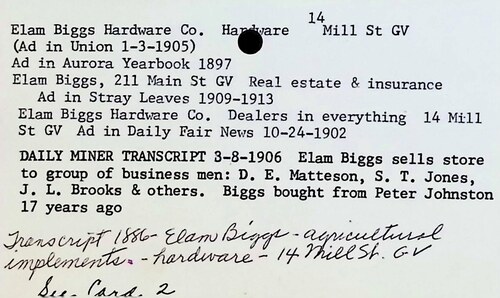 Elam Biggs Hardware Co. Hardware 14 Mill St GV
(Ad in Union 1-3-1905)
Ad in Aurora Yearbook 1897
Elam Biggs, 211 Main St GV Real estate & insurance
Ad in Stray Leaves 1909-1913
Elam Biggs Hardware Co. Dealers in everything 14 Mill
St GV Ad in Daily Fair News 10-24-1902
DAILY MINER TRANSCRIPT 3-8-1906 Elam Biggs sells store
to group of business men: D. E. Matteson, S. T. Jones,
J. L. Brooks & others. Biggs bought from Peter Johnston
17 years ago
Transcript 1886- Elam Biggs - agricultural
implements. - hardware - 14 Mill St. GV
See Card 2